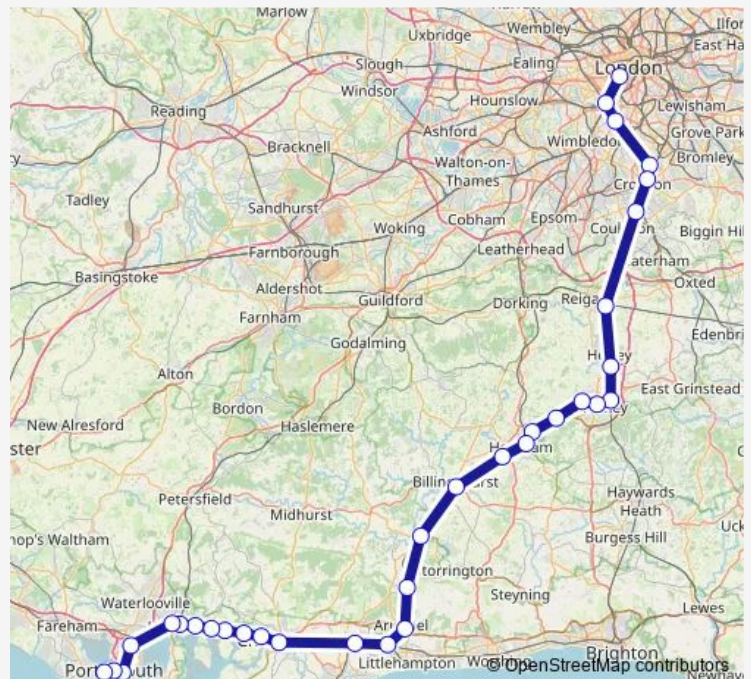 Marlow
Wembley
Ilfor
Uxbridge
East Ha
Slough
Ealing
London
Windsor
Hounslow
Lewisham
Reading
Ashford
Grove Park
Bracknell
Bromley
Walton-on-
Thames
Tadley
Sandhurst
Cobham
Epsom
Biggin Hil
Woking
Farnborough
Leatherhead
Basingstoke
Oxted
Aldershot
Guildford
Dorking
Farnham
Edenbri
Godalming
Alton
East Grinstead
Bordon
New Alresford
Haslemere
ster
Petersfield
Haywards
Heath
Midhurst
hop's Waltham
Burgess Hill
Uck
Steyning
Waterlooville
Lewes
Fareham
Brighton
Littlehampton
Newhav
© OpenStreetMap contributors